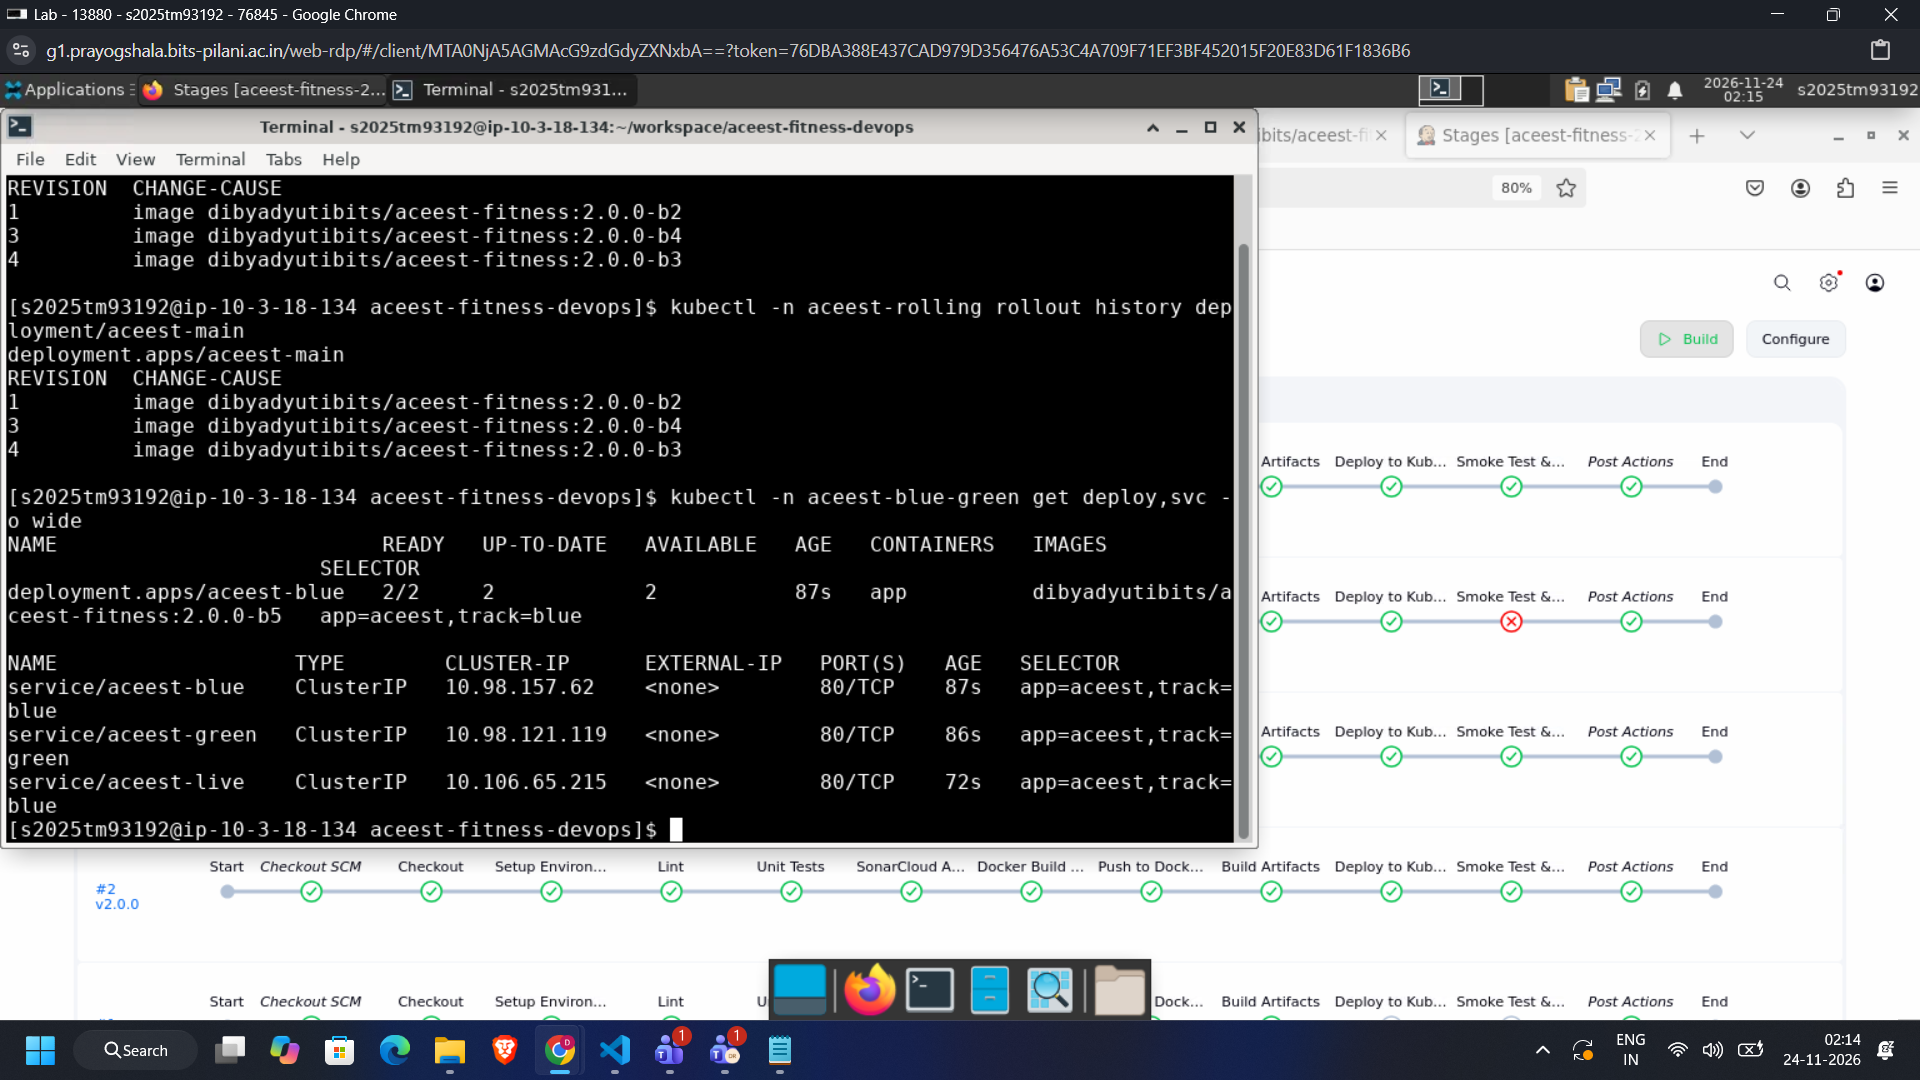 Lab - 13880 - s2025tm93192 - 76845 - Google Chrome
g1.prayogshala.bits-pilani.ac.in/web-rdp/#/client/MTA0NjA5AGMAcG9zdGdyZXNxbA==?token=76DBA388E437CAD979D356476A53C4A709F71EF3BF452015F20E83D61F1836B6
Applications
Stages [aceest-fitness-2...
Terminal - s2025tm931...
2026-11-24
02:15
s2025tm93192
Terminal - s2025tm93192@ip-10-3-18-134:~/workspace/aceest-fitness-devops
ibits/aceest-fi
Stages [aceest-fitness-2
File Edit View Terminal Tabs Help
80%
REVISION  CHANGE-CAUSE
1         image dibyadyutibits/aceest-fitness:2.0.0-b2
3         image dibyadyutibits/aceest-fitness:2.0.0-b4
4         image dibyadyutibits/aceest-fitness:2.0.0-b3
[s2025tm93192@ip-10-3-18-134 aceest-fitness-devops]$ kubectl -n aceest-rolling rollout history dep
loyment/aceest-main
deployment.apps/aceest-main
REVISION  CHANGE-CAUSE
1         image dibyadyutibits/aceest-fitness:2.0.0-b2
3         image dibyadyutibits/aceest-fitness:2.0.0-b4
4         image dibyadyutibits/aceest-fitness:2.0.0-b3
[s2025tm93192@ip-10-3-18-134 aceest-fitness-devops]$ kubectl -n aceest-blue-green get deploy,svc -
o wide
NAME                          READY   UP-TO-DATE   AVAILABLE   AGE   CONTAINERS   IMAGES
                         SELECTOR
deployment.apps/aceest-blue   2/2     2            2           87s   app          dibyadyutibits/a
ceest-fitness:2.0.0-b5   app=aceest,track=blue
NAME                   TYPE        CLUSTER-IP      EXTERNAL-IP   PORT(S)   AGE   SELECTOR
service/aceest-blue    ClusterIP   10.98.157.62    <none>        80/TCP    87s   app=aceest,track=
blue
service/aceest-green   ClusterIP   10.98.121.119   <none>        80/TCP    86s   app=aceest,track=
green
service/aceest-live    ClusterIP   10.106.65.215   <none>        80/TCP    72s   app=aceest,track=
blue
[s2025tm93192@ip-10-3-18-134 aceest-fitness-devops]$
Build
Configure
Artifacts Deploy to Kub... Smoke Test &... Post Actions End
Artifacts Deploy to Kub... Smoke Test &... Post Actions End
Artifacts Deploy to Kub... Smoke Test &... Post Actions End
Start Checkout SCM Checkout Setup Environ... Lint Unit Tests SonarCloud A... Docker Build ... Push to Dock... Build Artifacts Deploy to Kub... Smoke Test &... Post Actions End
#2
v2.0.0
Start Checkout SCM Checkout Setup Environ... Lint Dock... Build Artifacts Deploy to Kub... Smoke Test &... Post Actions End
Search
1
1
ENG
IN
02:14
24-11-2026